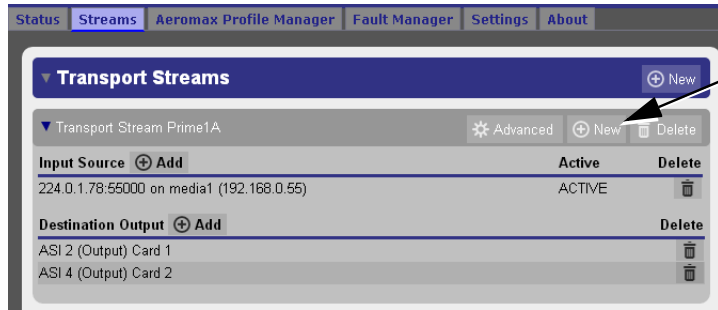 Status Streams Aeromax Profile Manager Fault Manager Settings About
Transport Streams New
Transport Stream Prime1A Advanced New Delete
Input Source Add Active Delete
224.0.1.78:55000 on media1 (192.168.0.55) ACTIVE
Destination Output Add Delete
ASI 2 (Output) Card 1
ASI 4 (Output) Card 2